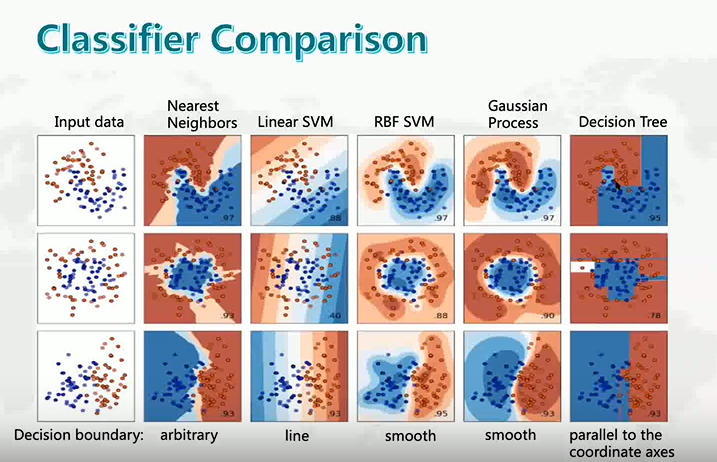 Classifier Comparison
Input data
Nearest
Neighbors
Linear SVM
RBF SVM
Gaussian
Process
Decision Tree
.97
.88
.97
.97
.95
.93
.40
.88
.90
.78
.93
.93
.95
.93
.93
Decision boundary:
arbitrary
line
smooth
smooth
parallel to the
coordinate axes